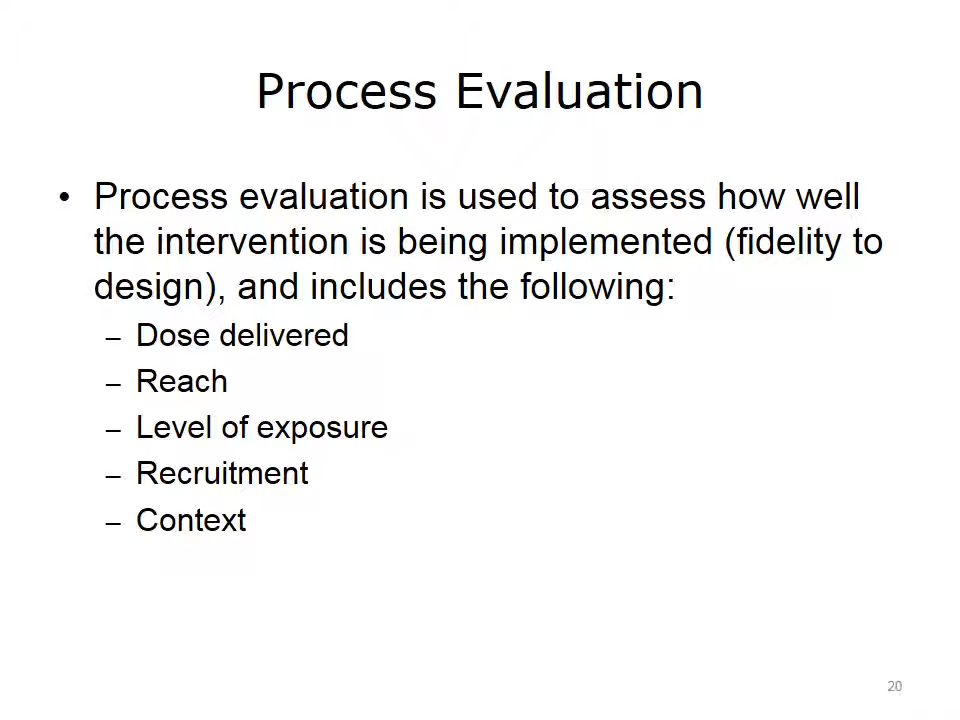 Process Evaluation
• Process evaluation is used to assess how well
the intervention is being implemented (fidelity to
design), and includes the following:
– Dose delivered
– Reach
– Level of exposure
– Recruitment
– Context
20